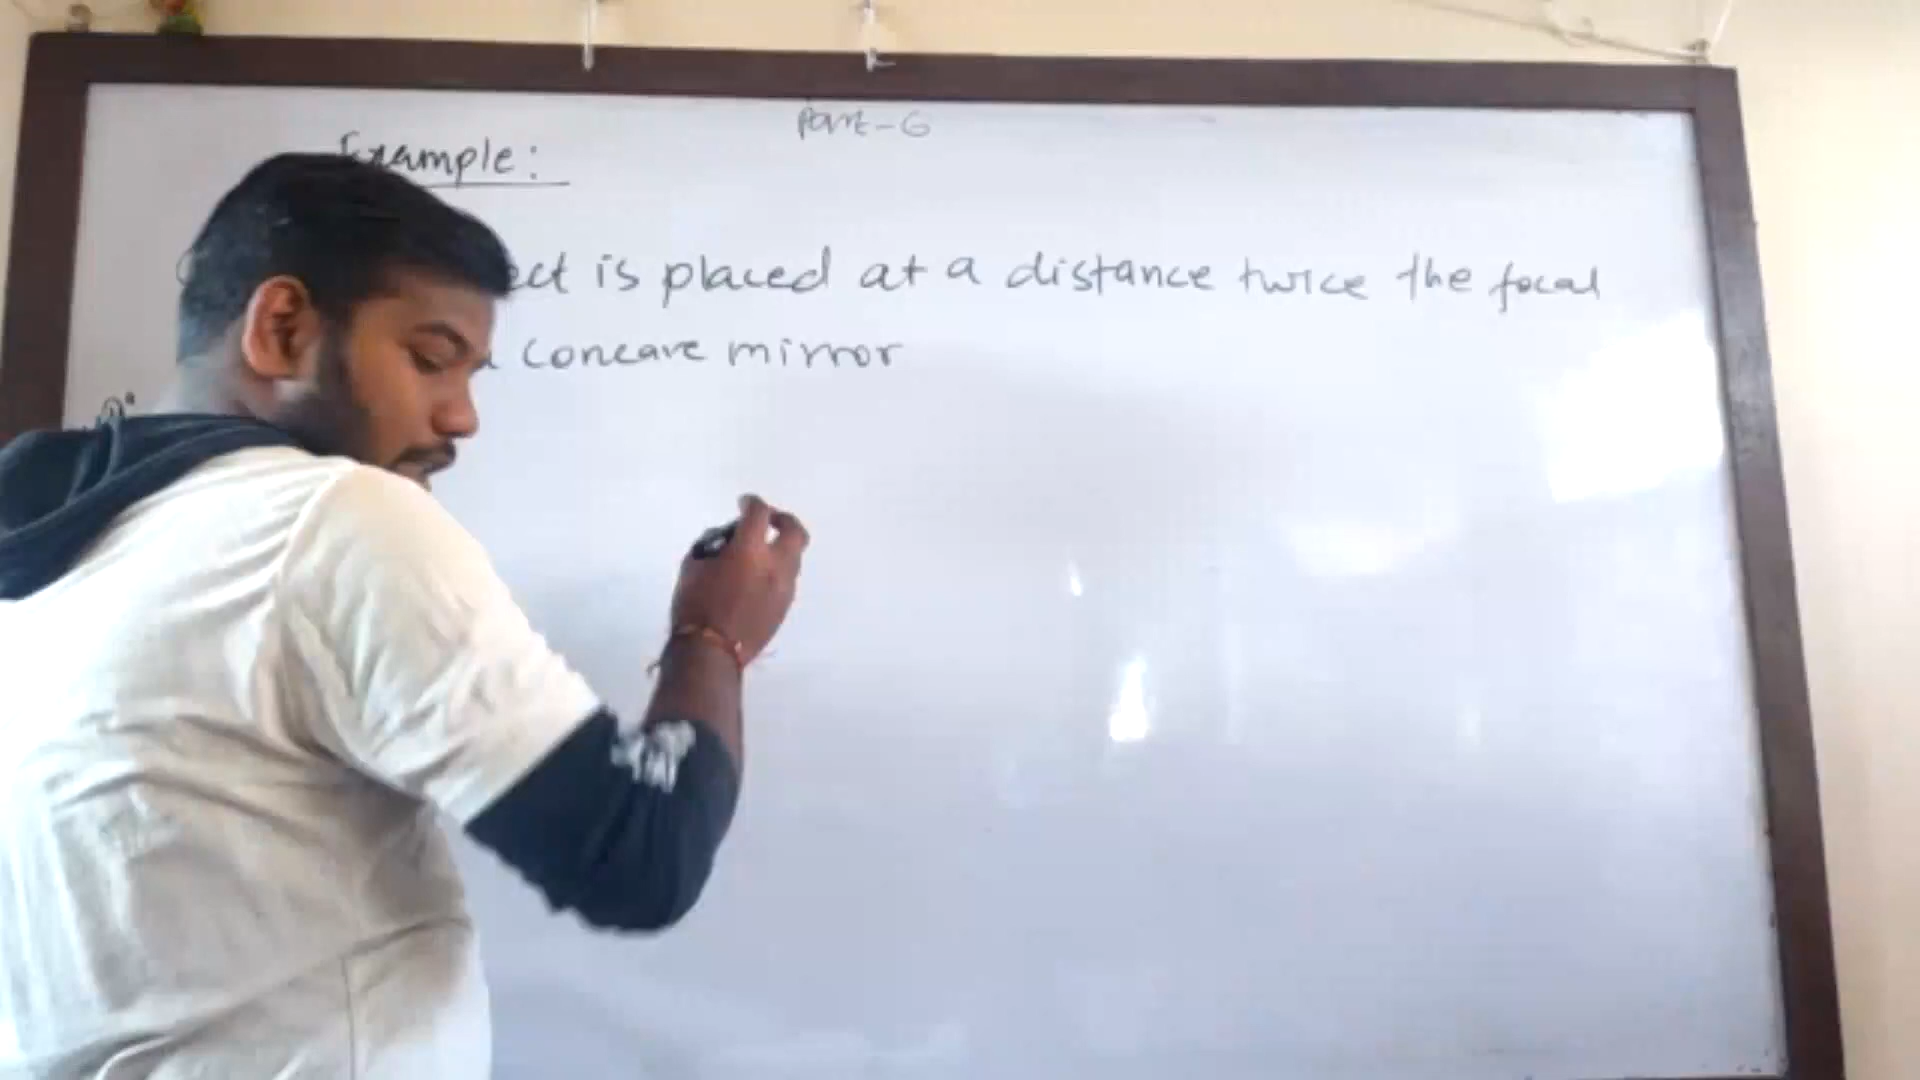 Part-6
Example:
is placed at a distance twice the focal
concave mirror